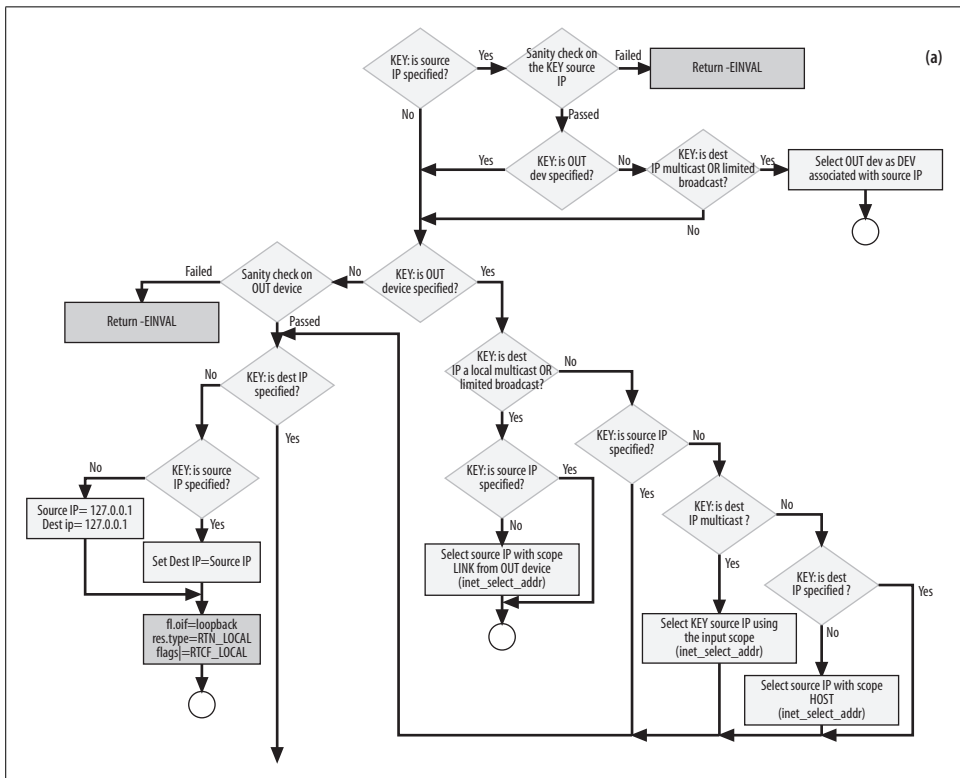 (a)
KEY: is source
IP specified?
Yes
Sanity check on
the KEY source
IP
Failed
Return -EINVAL
No
Passed
Yes
KEY: is OUT
dev specified?
No
KEY: is dest
IP multicast OR limited
broadcast?
Yes
Select OUT dev as DEV
associated with source IP
No
Failed
Sanity check on
OUT device
No
KEY: is OUT
device specified?
Yes
Return -EINVAL
Passed
No
KEY: is dest IP
specified?
Yes
KEY: is dest
IP a local multicast OR
limited broadcast?
No
Yes
No
KEY: is source
IP specified?
Source IP= 127.0.0.1
Dest ip= 127.0.0.1
Yes
Set Dest IP=Source IP
fl.oif=loopback
res.type=RTN_LOCAL
flags|=RTCF_LOCAL
KEY: is source IP
specified?
Yes
No
Select source IP with scope
LINK from OUT device
(inet_select_addr)
KEY: is source IP
specified?
No
Yes
KEY: is dest
IP multicast ?
No
Yes
Select KEY source IP using
the input scope
(inet_select_addr)
KEY: is dest
IP specified ?
Yes
No
Select source IP with scope
HOST
(inet_select_addr)